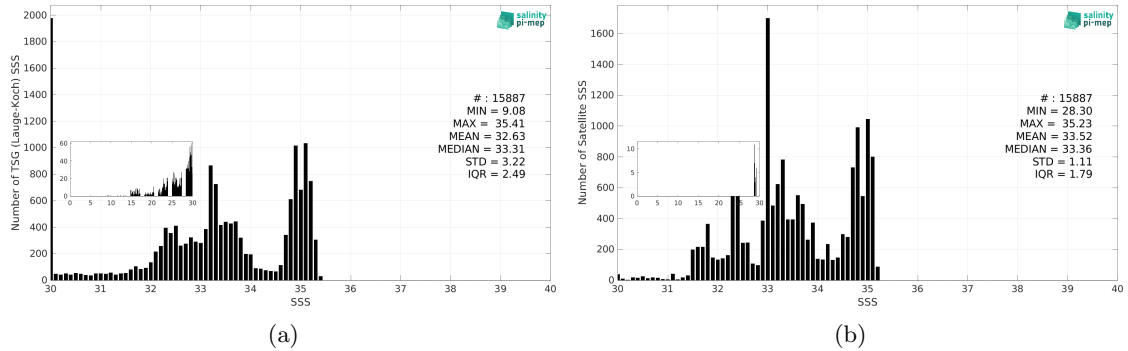 salinity
pi-mep
Number of TSG (Lauge-Koch) SSS
2000
1800
1600
1400
1200
1000
800
600
400
200
0
# : 15887
MIN = 9.08
MAX = 35.41
MEAN = 32.63
MEDIAN = 33.31
STD = 3.22
IQR = 2.49
60
40
20
0
0 5 10 15 20 25 30
30 31 32 33 34 35 36 37 38 39 40
SSS
(a)
salinity
pi-mep
Number of Satellite SSS
1600
1400
1200
1000
800
600
400
200
0
# : 15887
MIN = 28.30
MAX = 35.23
MEAN = 33.52
MEDIAN = 33.36
STD = 1.11
IQR = 1.79
10
5
0
0 5 10 15 20 25 30
30 31 32 33 34 35 36 37 38 39 40
SSS
(b)